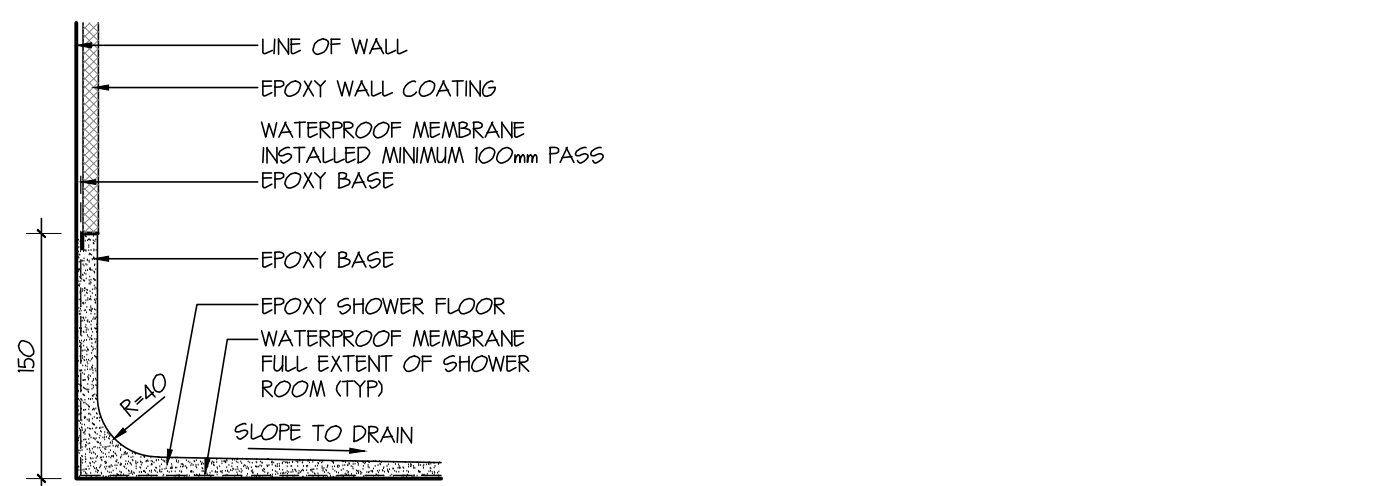 LINE OF WALL
EPOXY WALL COATING
WATERPROOF MEMBRANE
INSTALLED MINIMUM 100mm PASS
EPOXY BASE
EPOXY BASE
EPOXY SHOWER FLOOR
WATERPROOF MEMBRANE
FULL EXTENT OF SHOWER
ROOM (TYP)
150
R=40
SLOPE TO DRAIN